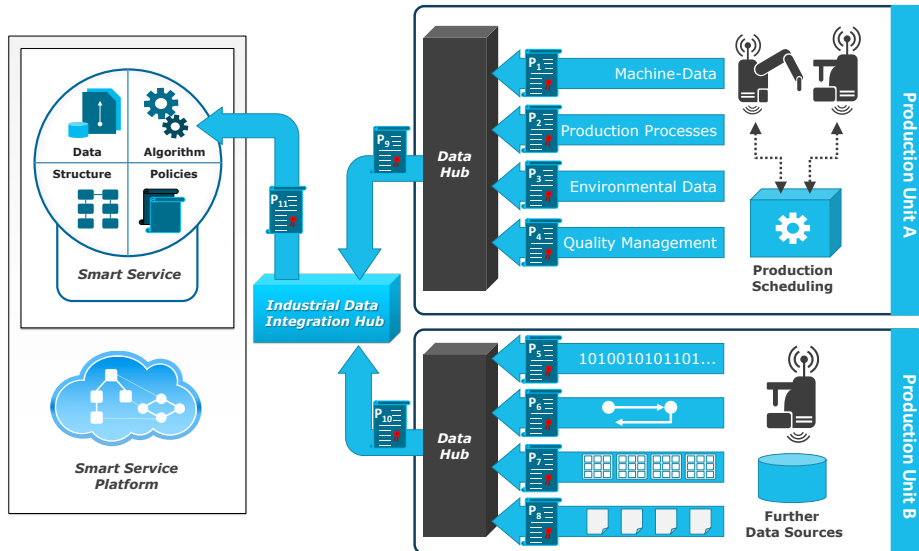 Data
Algorithm
Structure
Policies
Smart Service
Smart Service
Platform
P11
Industrial Data
Integration Hub
P9
P10
Data
Hub
P1
Machine-Data
P2
Production Processes
P3
Environmental Data
P4
Quality Management
Production
Scheduling
Production Unit A
Data
Hub
P5
1010010101101...
P6
P7
P8
Further
Data Sources
Production Unit B